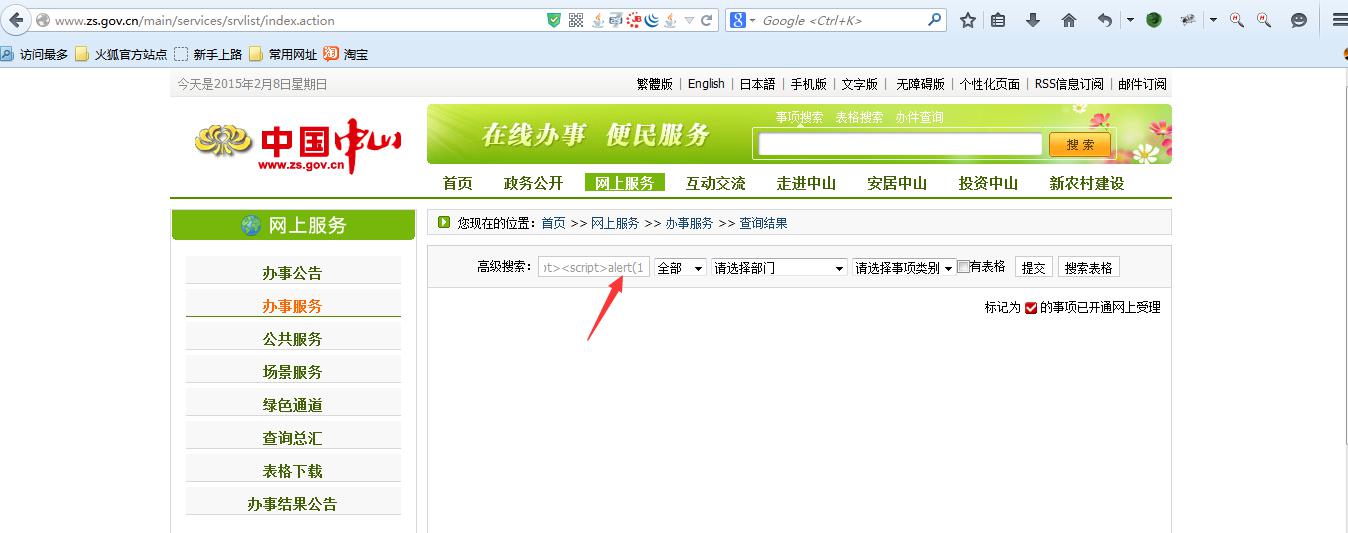 www.zs.gov.cn/main/services/srvlist/index.action
Google <Ctrl+K>
访问最多 火狐官方站点 新手上路 常用网址 淘 淘宝
今天是2015年2月8日星期日
繁體版 | English | 日本語 | 手机版 | 文字版 | 无障碍版 | 个性化页面 | RSS信息订阅 | 邮件订阅
中国中山
www.zs.gov.cn
在线办事 便民服务
事项搜索 表格搜索 办件查询
搜 索
首页 政务公开 网上服务 互动交流 走进中山 安居中山 投资中山 新农村建设
网上服务
办事公告
办事服务
公共服务
场景服务
绿色通道
查询总汇
表格下载
办事结果公告
您现在的位置：首页 >> 网上服务 >> 办事服务 >> 查询结果
高级搜索： pt><script>alert(1 全部 请选择部门 请选择事项类别 有表格 提交 搜索表格
标记为 的事项已开通网上受理